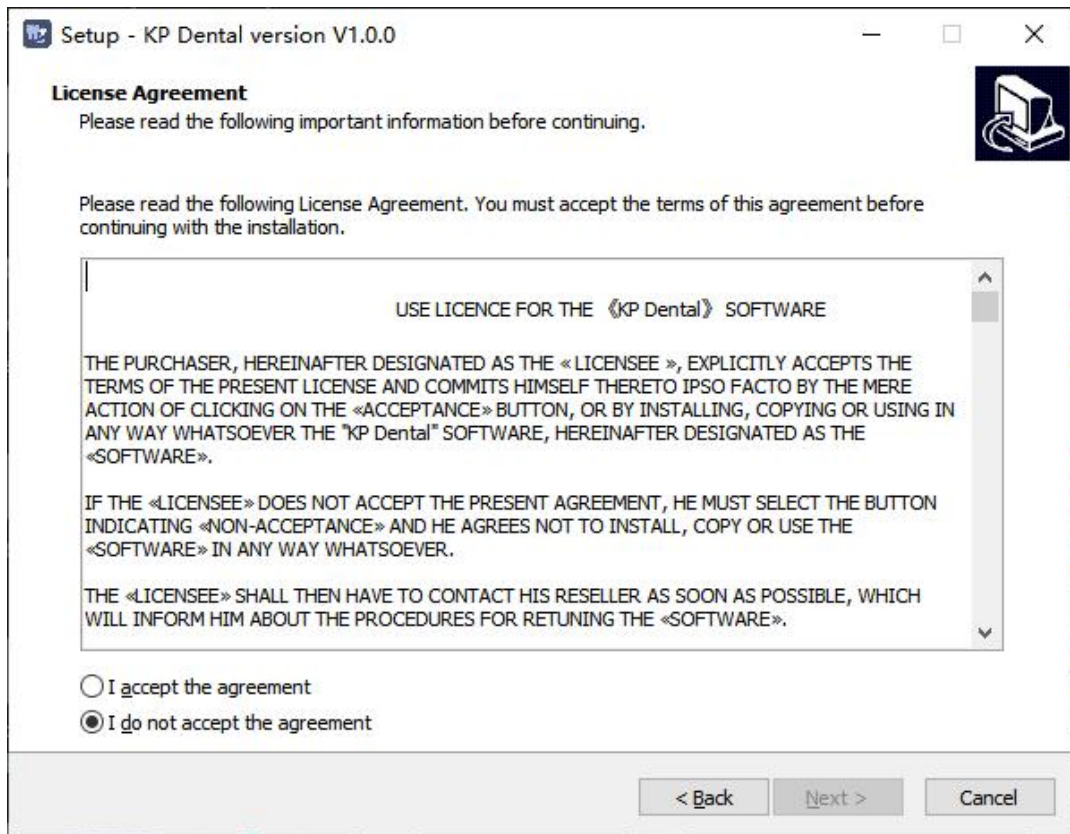 Setup - KP Dental version V1.0.0
License Agreement
Please read the following important information before continuing.
Please read the following License Agreement. You must accept the terms of this agreement before
continuing with the installation.
USE LICENCE FOR THE 《KP Dental》 SOFTWARE
THE PURCHASER, HEREINAFTER DESIGNATED AS THE « LICENSEE », EXPLICITLY ACCEPTS THE
TERMS OF THE PRESENT LICENSE AND COMMITS HIMSELF THERETO IPSO FACTO BY THE MERE
ACTION OF CLICKING ON THE «ACCEPTANCE» BUTTON, OR BY INSTALLING, COPYING OR USING IN
ANY WAY WHATSOEVER THE "KP Dental" SOFTWARE, HEREINAFTER DESIGNATED AS THE
«SOFTWARE».
IF THE «LICENSEE» DOES NOT ACCEPT THE PRESENT AGREEMENT, HE MUST SELECT THE BUTTON
INDICATING «NON-ACCEPTANCE» AND HE AGREES NOT TO INSTALL, COPY OR USE THE
«SOFTWARE» IN ANY WAY WHATSOEVER.
THE «LICENSEE» SHALL THEN HAVE TO CONTACT HIS RESELLER AS SOON AS POSSIBLE, WHICH
WILL INFORM HIM ABOUT THE PROCEDURES FOR RETUNING THE «SOFTWARE».
I accept the agreement
I do not accept the agreement
< Back Next > Cancel